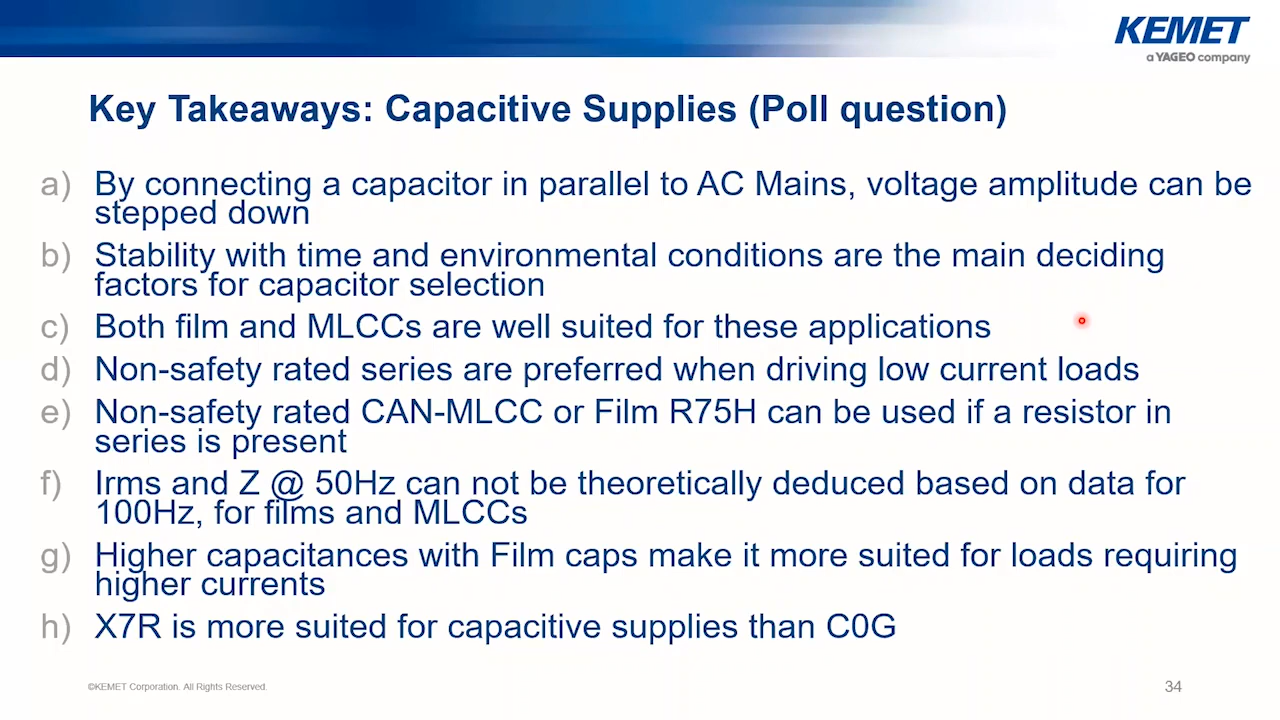 KEMET
a YAGEO company
Key Takeaways: Capacitive Supplies (Poll question)
a) By connecting a capacitor in parallel to AC Mains, voltage amplitude can be
stepped down
b) Stability with time and environmental conditions are the main deciding
factors for capacitor selection
c) Both film and MLCCs are well suited for these applications
d) Non-safety rated series are preferred when driving low current loads
e) Non-safety rated CAN-MLCC or Film R75H can be used if a resistor in
series is present
f) Irms and Z @ 50Hz can not be theoretically deduced based on data for
100Hz, for films and MLCCs
g) Higher capacitances with Film caps make it more suited for loads requiring
higher currents
h) X7R is more suited for capacitive supplies than C0G
©KEMET Corporation. All Rights Reserved.
34